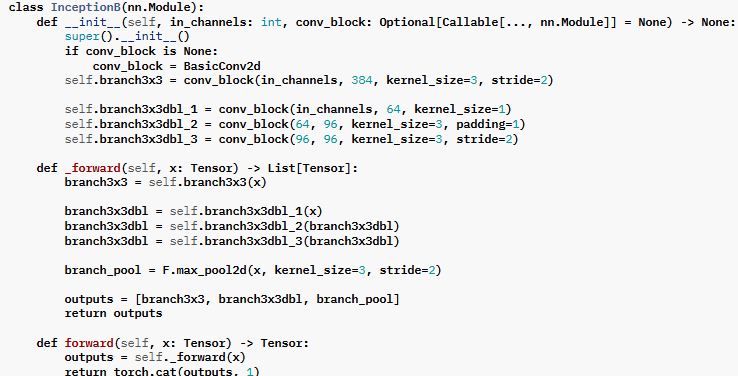 class InceptionB(nn.Module):
    def __init__(self, in_channels: int, conv_block: Optional[Callable[..., nn.Module]] = None) -> None:
        super().__init__()
        if conv_block is None:
            conv_block = BasicConv2d
        self.branch3x3 = conv_block(in_channels, 384, kernel_size=3, stride=2)

        self.branch3x3dbl_1 = conv_block(in_channels, 64, kernel_size=1)
        self.branch3x3dbl_2 = conv_block(64, 96, kernel_size=3, padding=1)
        self.branch3x3dbl_3 = conv_block(96, 96, kernel_size=3, stride=2)

    def _forward(self, x: Tensor) -> List[Tensor]:
        branch3x3 = self.branch3x3(x)

        branch3x3dbl = self.branch3x3dbl_1(x)
        branch3x3dbl = self.branch3x3dbl_2(branch3x3dbl)
        branch3x3dbl = self.branch3x3dbl_3(branch3x3dbl)

        branch_pool = F.max_pool2d(x, kernel_size=3, stride=2)

        outputs = [branch3x3, branch3x3dbl, branch_pool]
        return outputs

    def forward(self, x: Tensor) -> Tensor:
        outputs = self._forward(x)
        return torch.cat(outputs, 1)